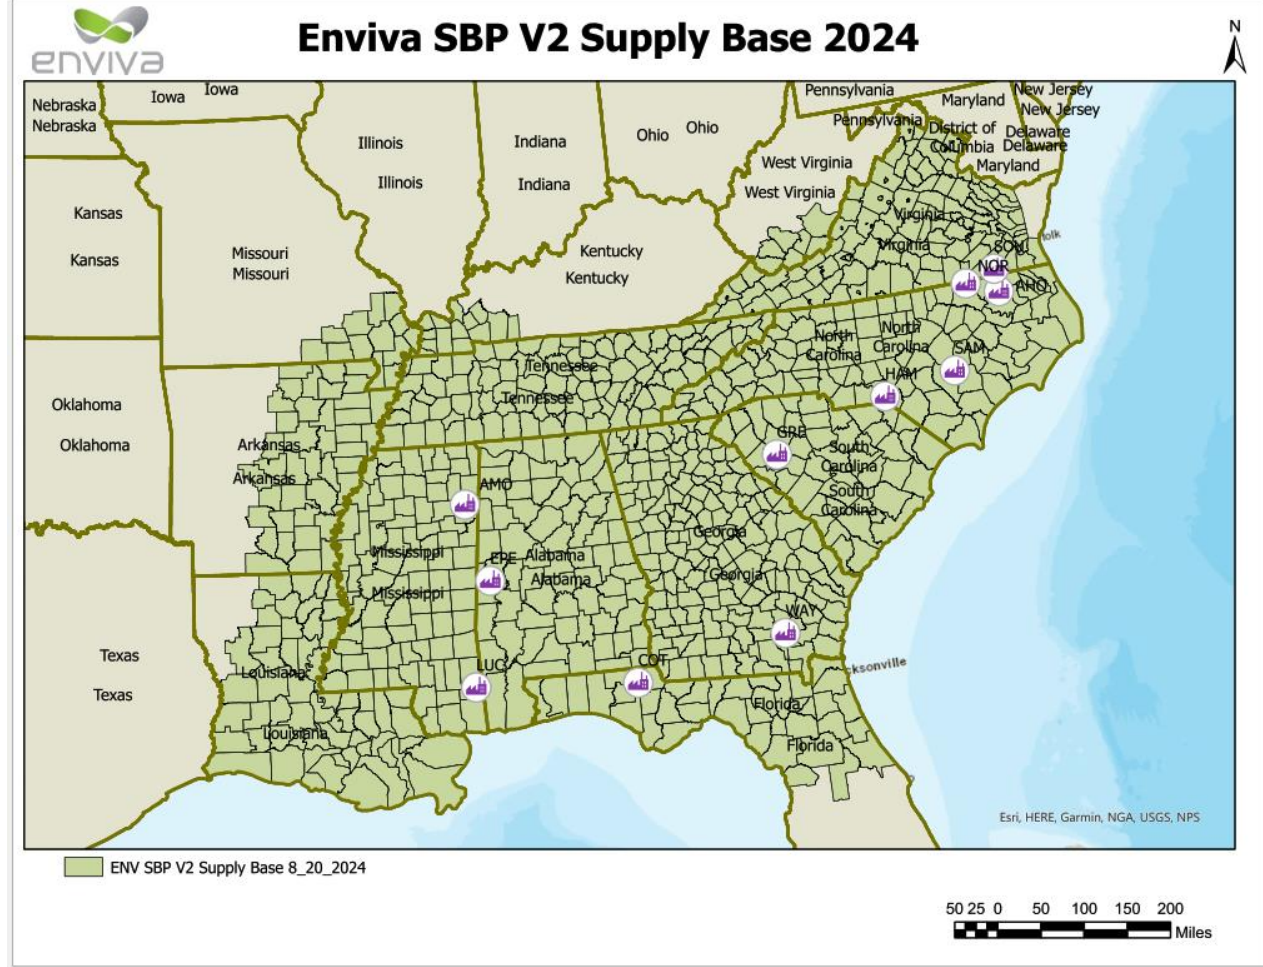 enviva
Enviva SBP V2 Supply Base 2024
N
Nebraska
Nebraska
Iowa
Iowa
Illinois
Illinois
Indiana
Indiana
Ohio
Ohio
Pennsylvania
Pennsylvania
Maryland
New Jersey
New Jersey
District of
Columbia
Delaware
Delaware
Maryland
West Virginia
West Virginia
Kansas
Kansas
Missouri
Missouri
Kentucky
Kentucky
Virginia
Virginia
SOU
folk
NOR
AHO
North
Carolina
North
Carolina
SAM
HAM
Tennessee
Tennessee
Oklahoma
Oklahoma
Arkansas
Arkansas
GRE
South
Carolina
South
Carolina
AMO
Mississippi
Mississippi
EPE
Alabama
Alabama
Georgia
Georgia
WAY
Texas
Texas
Louisiana
Louisiana
LUC
COT
cksonville
Florida
Florida
Esri, HERE, Garmin, NGA, USGS, NPS
ENV SBP V2 Supply Base 8_20_2024
50 25 0 50 100 150 200
Miles